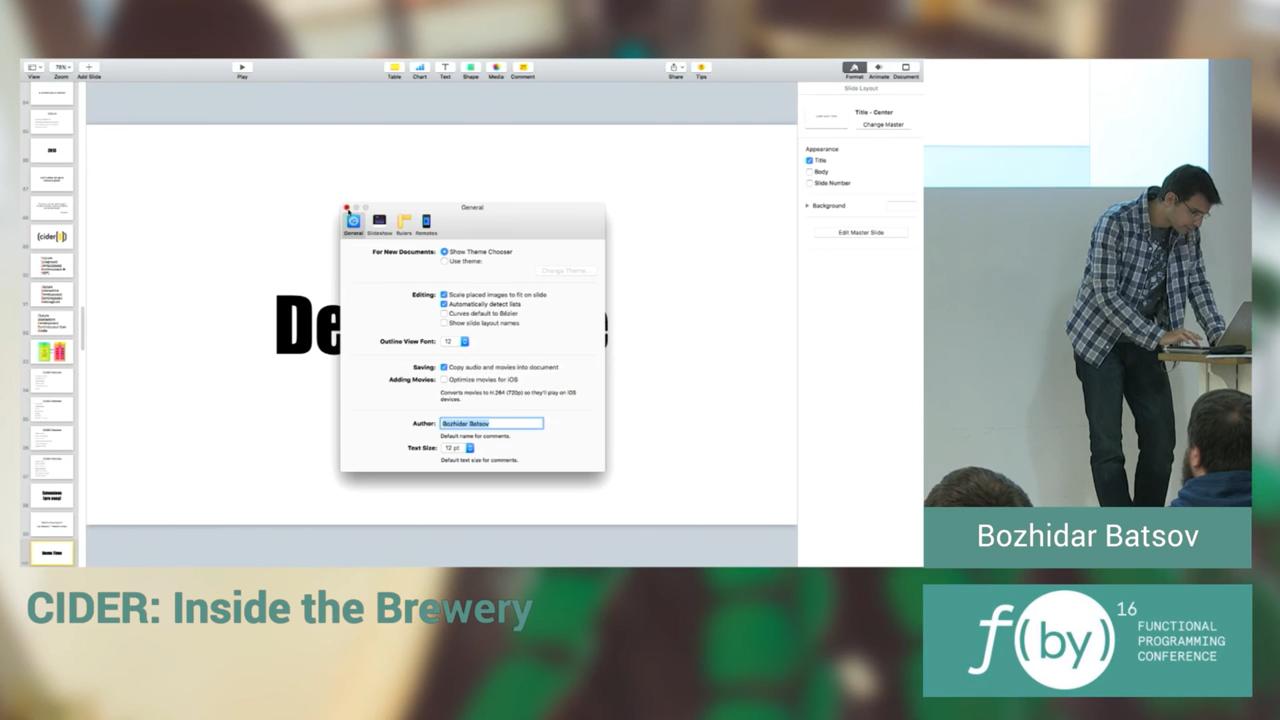 View Zoom Add Slide Play Table Chart Text Shape Media Comment Share Tips Format Animate Document
78%
Slide Layout
Title - Center
Change Master
Appearance
Title
Body
Slide Number
Background
Edit Master Slide
General
General Slideshow Rulers Remotes
For New Documents: Show Theme Chooser
Use theme:
Change Theme...
Editing: Scale placed images to fit on slide
Automatically detect lists
Curves default to Bézier
Show slide layout names
Outline View Font: 12
Saving: Copy audio and movies into document
Adding Movies: Optimize movies for iOS
Converts movies to H.264 (720p) so they'll play on iOS
devices.
Author: Bozhidar Batsov
Default name for comments.
Text Size: 12 pt
Default text size for comments.
De
e
(cider
Demo Time
Bozhidar Batsov
CIDER: Inside the Brewery
f(by) 16
FUNCTIONAL
PROGRAMMING
CONFERENCE